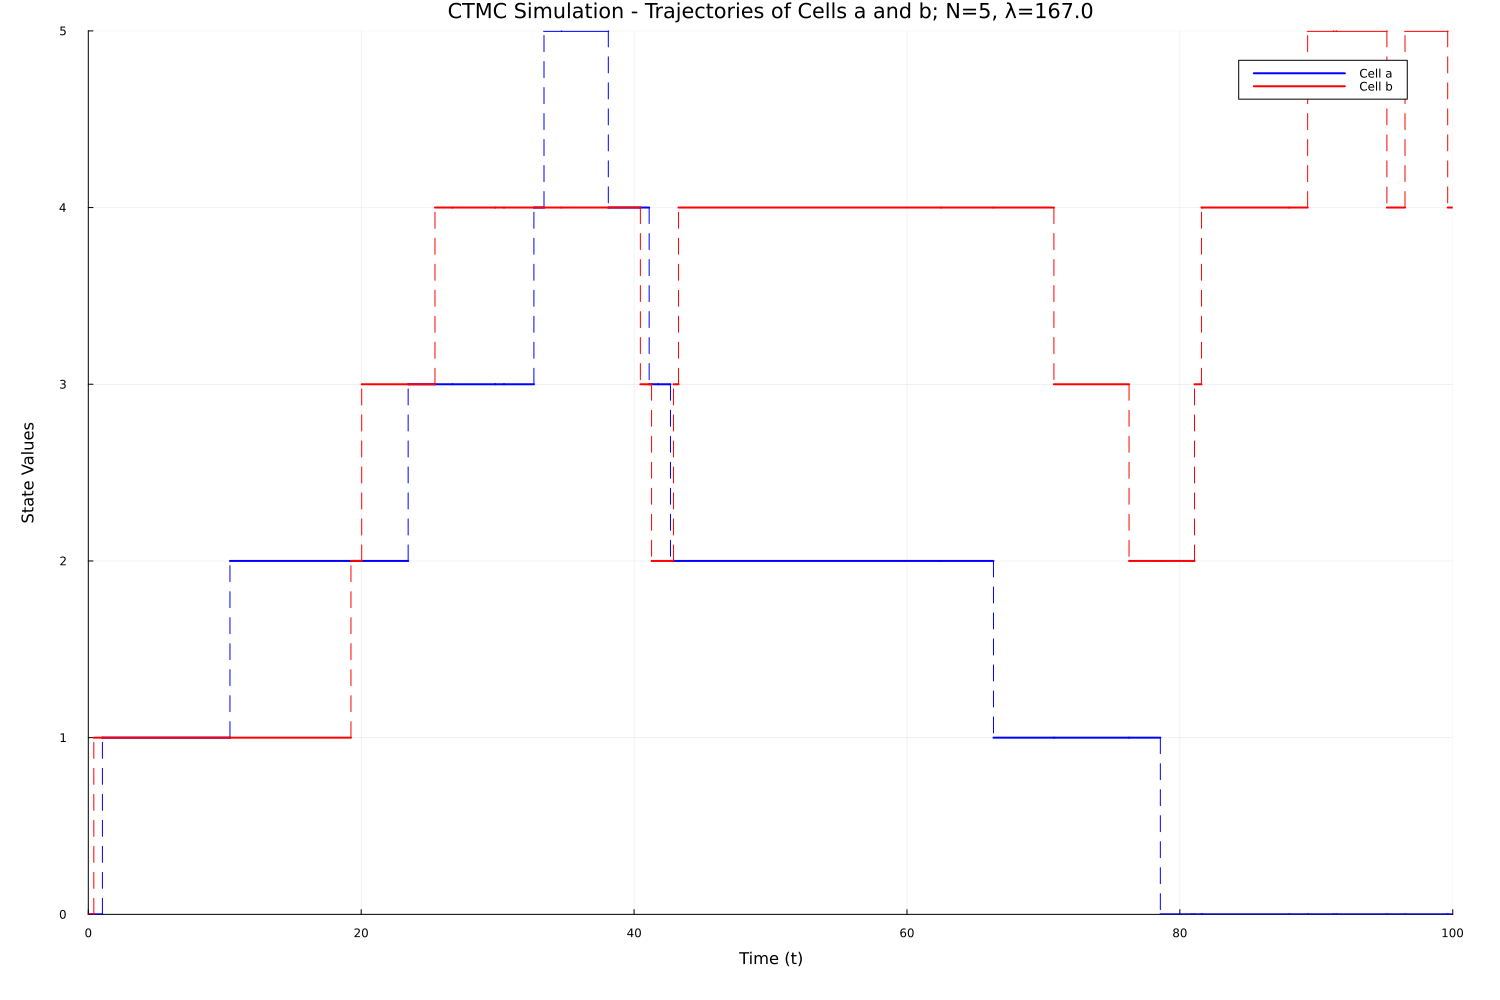 CTMC Simulation - Trajectories of Cells a and b; N=5, λ=167.0
5
Cell a
Cell b
4
3
State Values
2
1
0
0 20 40 60 80 100
Time (t)